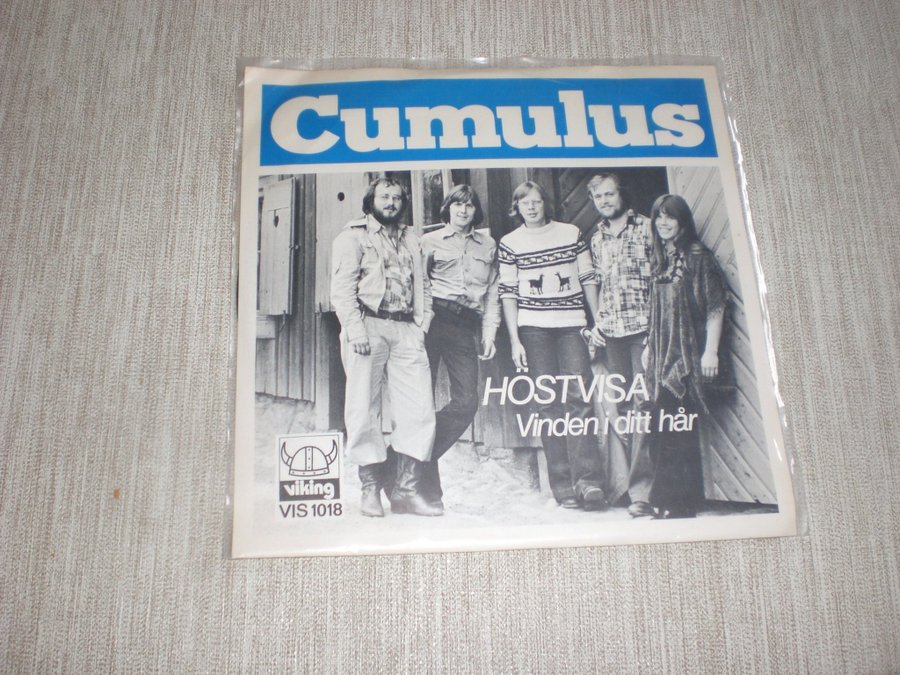 Cumulus
HÖSTVISA
Vinden i ditt hår
viking
VIS 1018